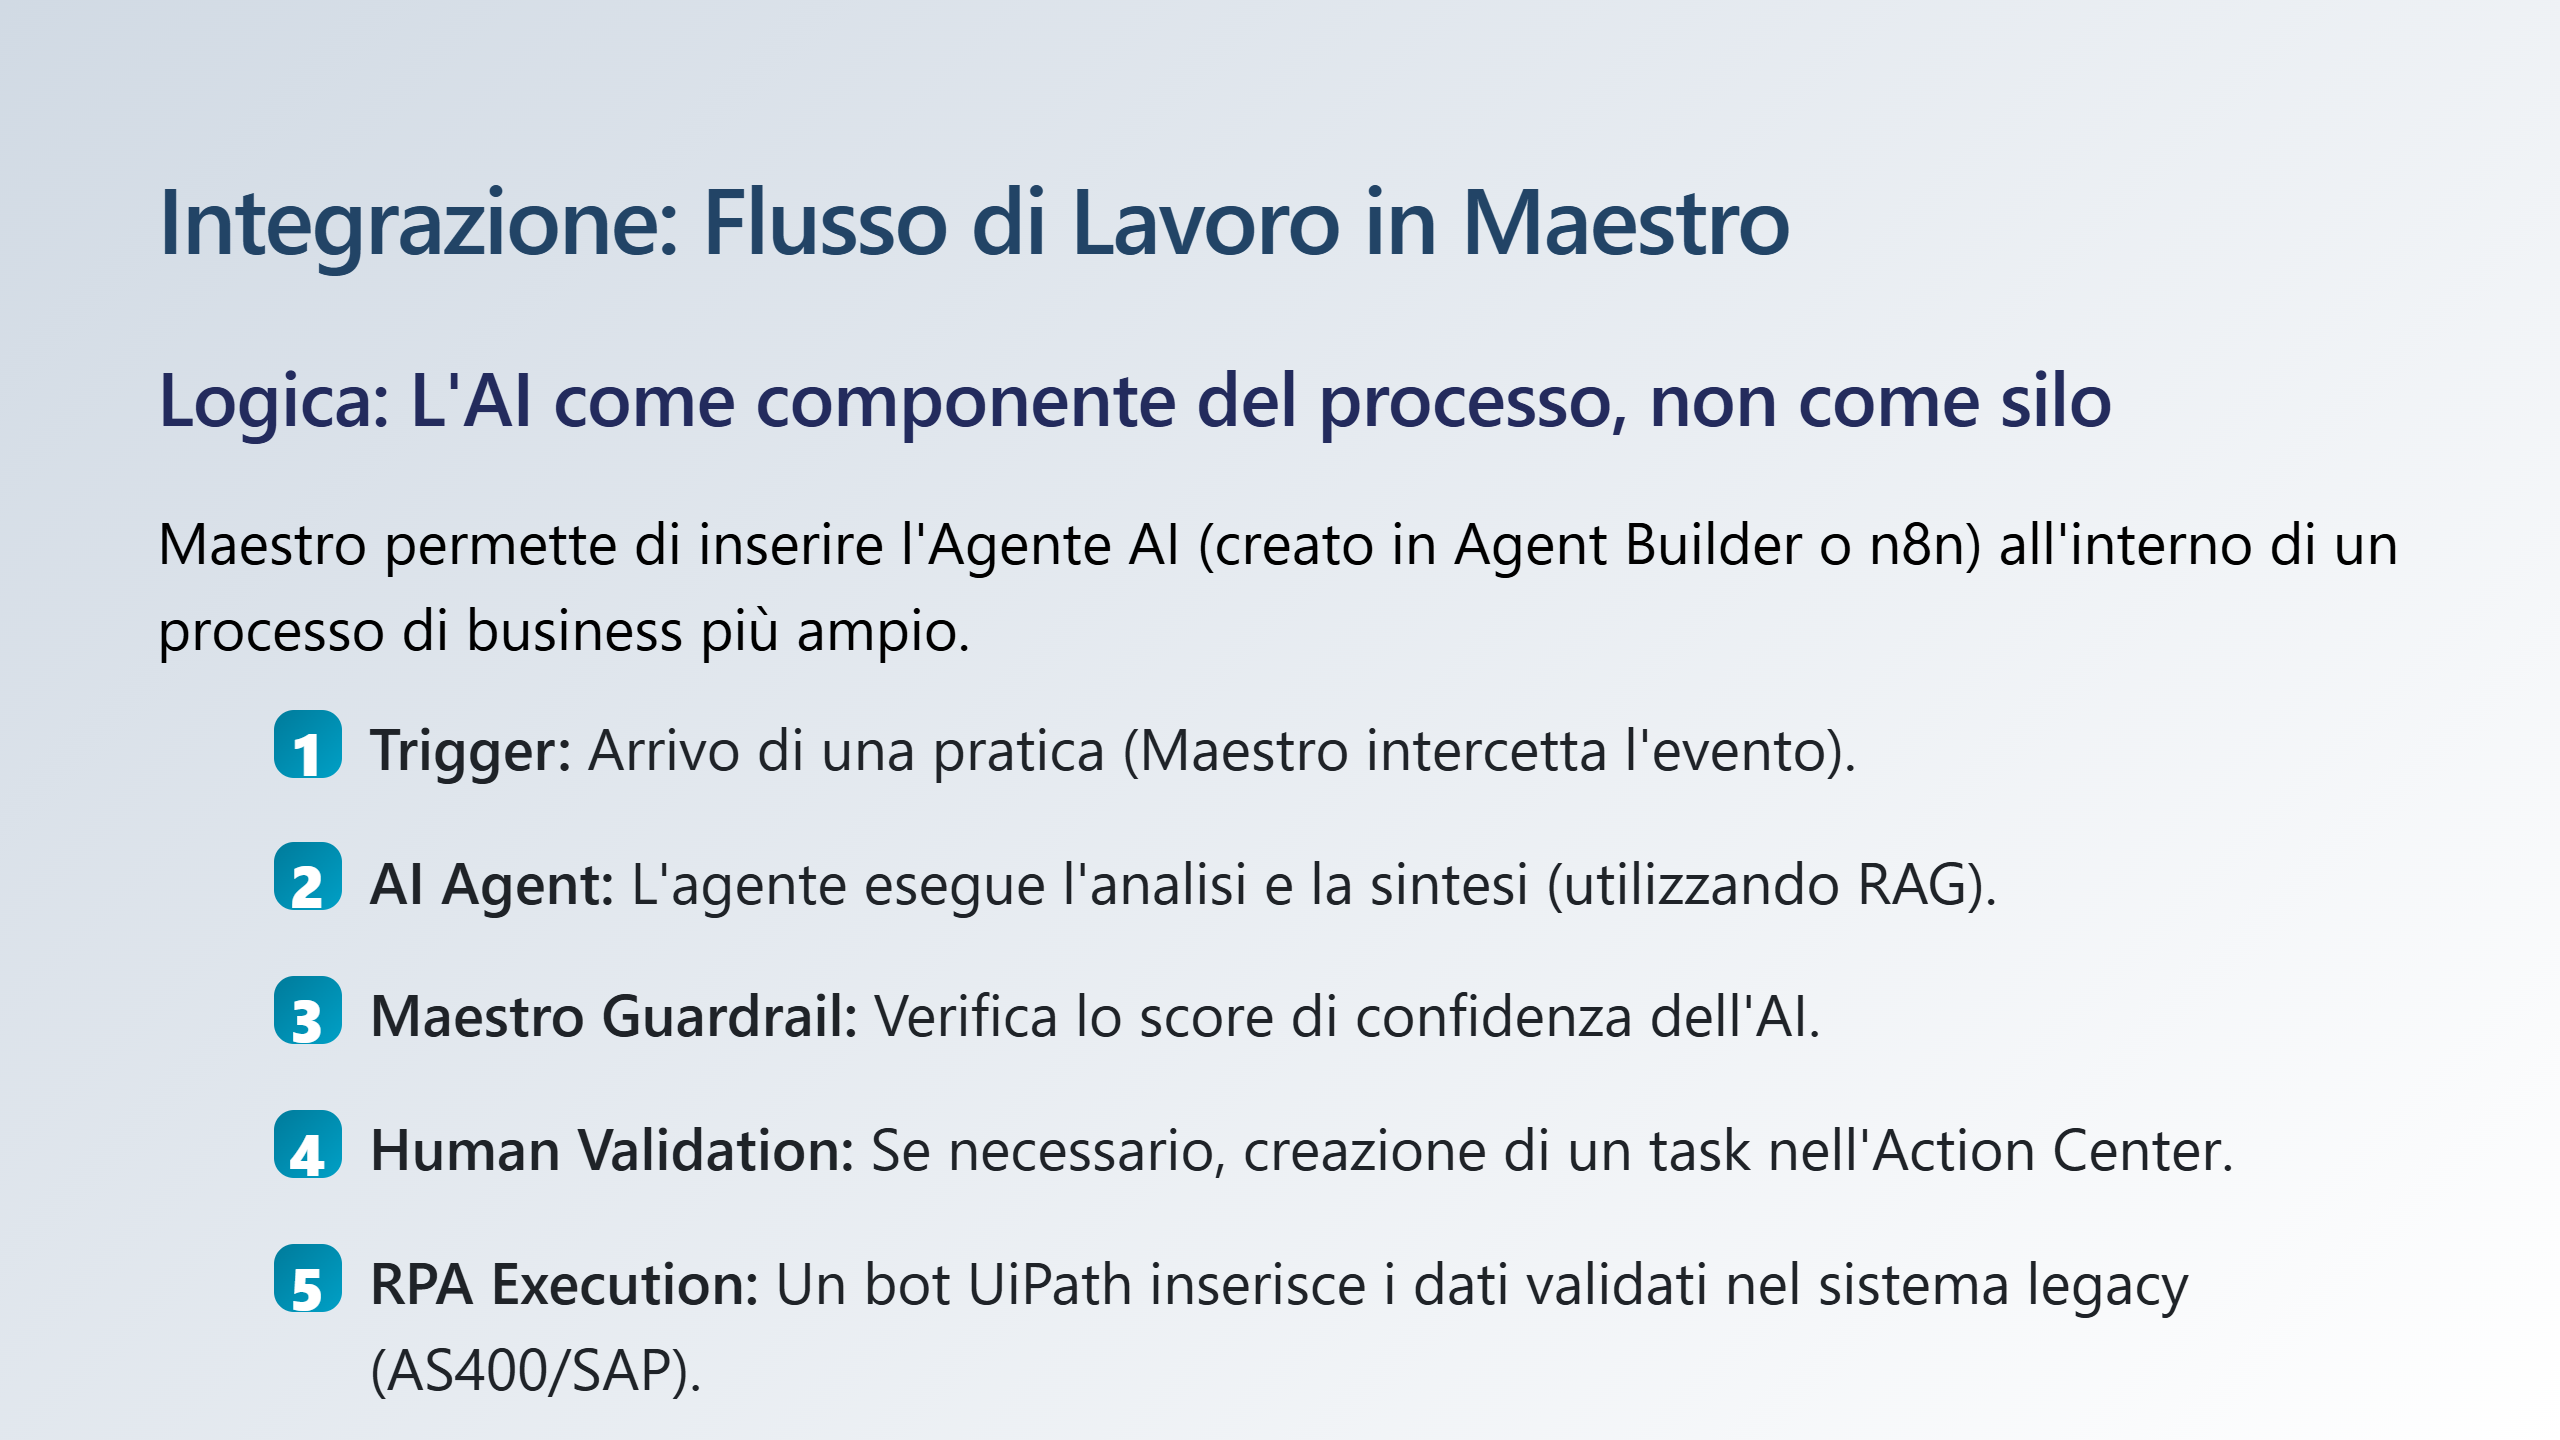 Integrazione: Flusso di Lavoro in Maestro
Logica: L'AI come componente del processo, non come silo
Maestro permette di inserire l'Agente AI (creato in Agent Builder o n8n) all'interno di un
processo di business più ampio.
1 Trigger: Arrivo di una pratica (Maestro intercetta l'evento).
2 AI Agent: L'agente esegue l'analisi e la sintesi (utilizzando RAG).
3 Maestro Guardrail: Verifica lo score di confidenza dell'AI.
4 Human Validation: Se necessario, creazione di un task nell'Action Center.
5 RPA Execution: Un bot UiPath inserisce i dati validati nel sistema legacy
(AS400/SAP).